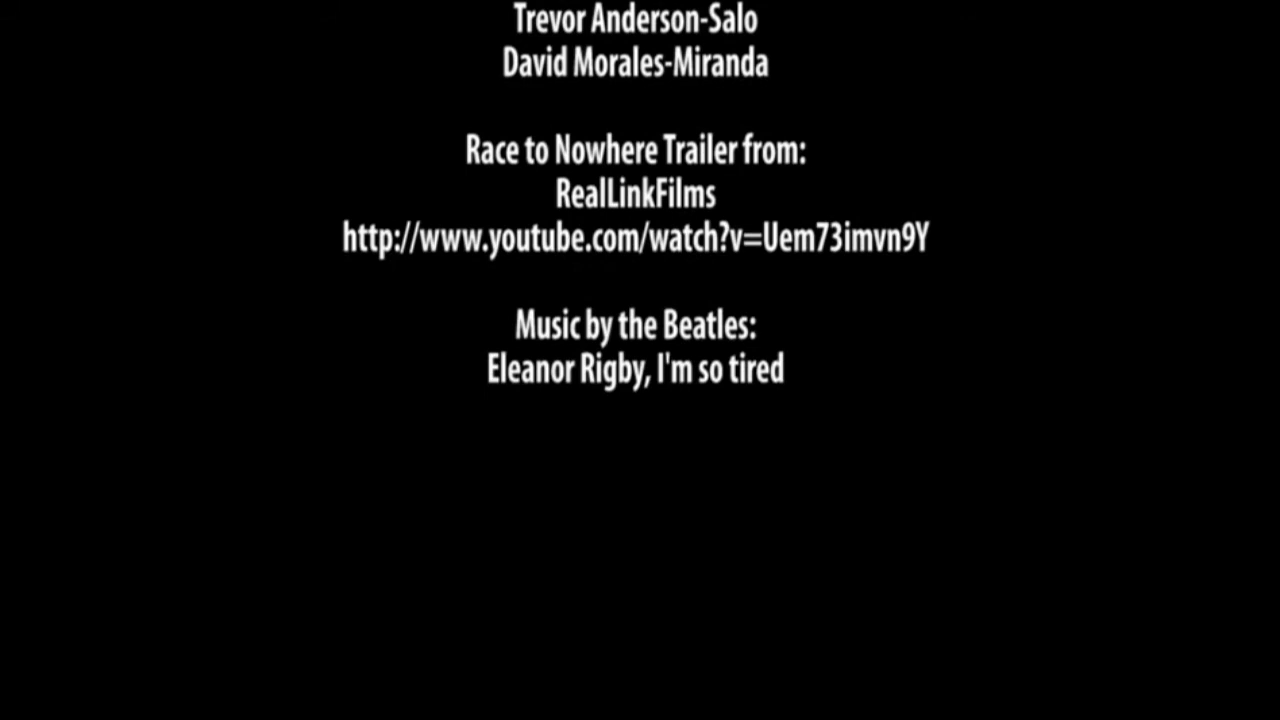 Trevor Anderson-Salo
David Morales-Miranda
Race to Nowhere Trailer from:
RealLinkFilms
http://www.youtube.com/watch?v=Uem73imvn9Y
Music by the Beatles:
Eleanor Rigby, I'm so tired